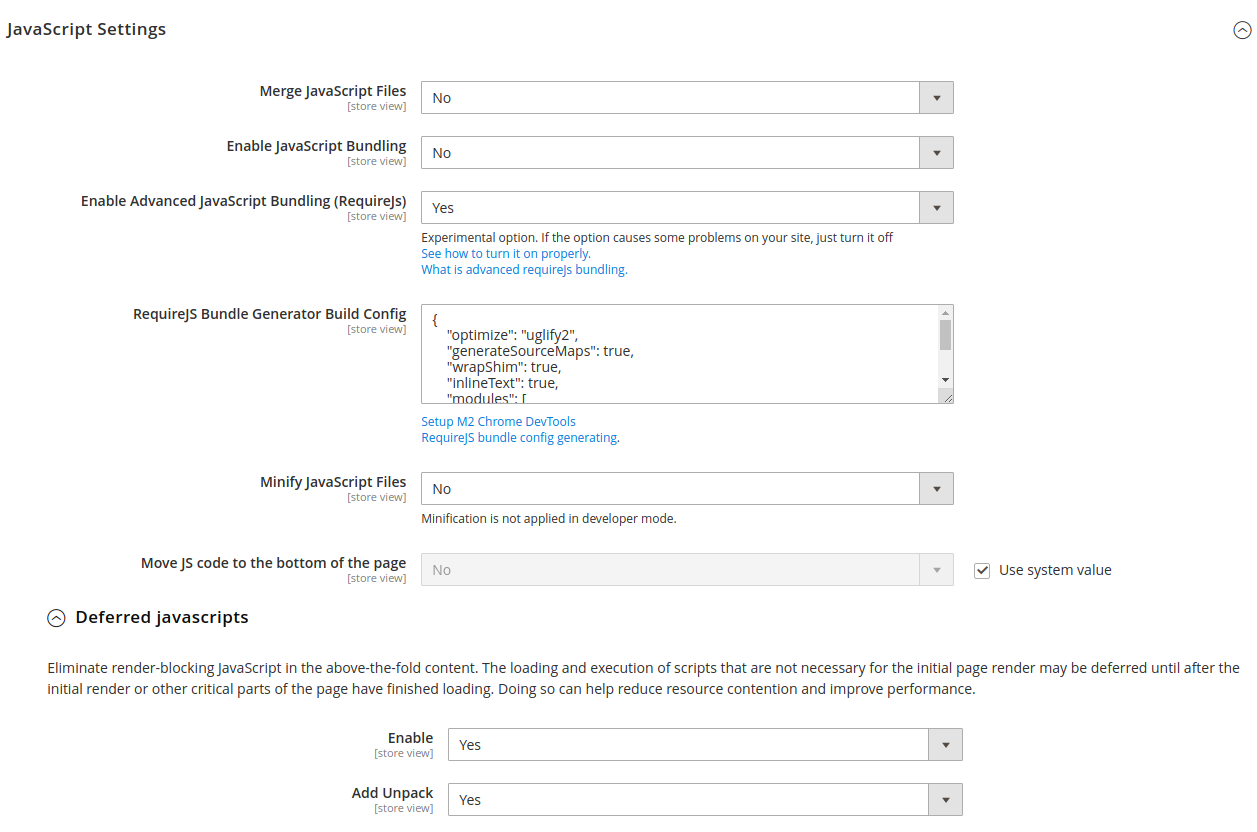 JavaScript Settings
Merge JavaScript Files
[store view]
No
Enable JavaScript Bundling
[store view]
No
Enable Advanced JavaScript Bundling (RequireJs)
[store view]
Yes
Experimental option. If the option causes some problems on your site, just turn it off
See how to turn it on properly.
What is advanced requireJs bundling.
RequireJS Bundle Generator Build Config
[store view]
{
"optimize": "uglify2",
"generateSourceMaps": true,
"wrapShim": true,
"inlineText": true,
"modules": [
Setup M2 Chrome DevTools
RequireJS bundle config generating.
Minify JavaScript Files
[store view]
No
Minification is not applied in developer mode.
Move JS code to the bottom of the page
[store view]
No
Use system value
Deferred javascripts
Eliminate render-blocking JavaScript in the above-the-fold content. The loading and execution of scripts that are not necessary for the initial page render may be deferred until after the
initial render or other critical parts of the page have finished loading. Doing so can help reduce resource contention and improve performance.
Enable
[store view]
Yes
Add Unpack
[store view]
Yes